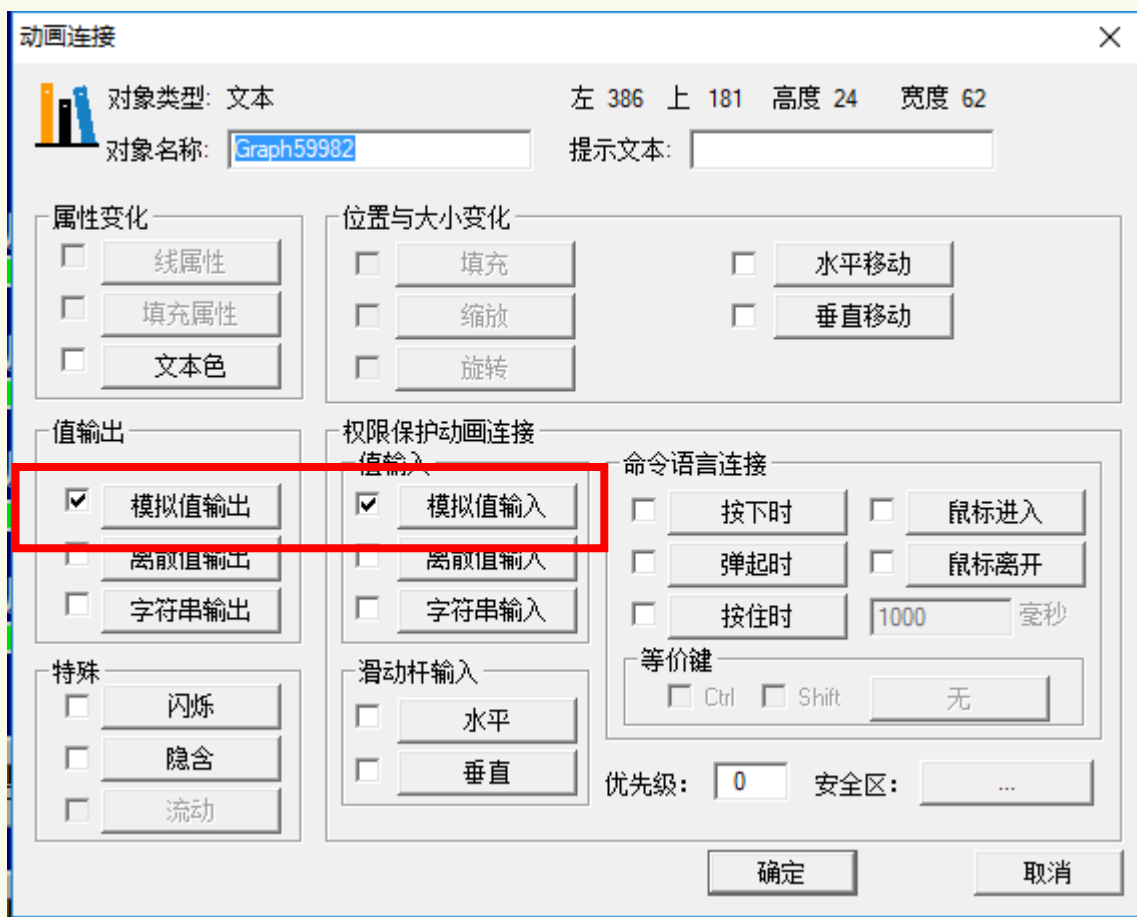 动画连接
对象类型: 文本 左 386 上 181 高度 24 宽度 62
对象名称: Graph59982 提示文本:
属性变化 位置与大小变化
线属性 填充 水平移动
填充属性 缩放 垂直移动
文本色 旋转
值输出 权限保护动画连接
值输入 命令语言连接
模拟值输出 模拟值输入 按下时 鼠标进入
离散值输出 离散值输入 弹起时 鼠标离开
字符串输出 字符串输入 按住时 1000 毫秒
特殊 滑动杆输入 等价键
闪烁 水平 Ctrl Shift 无
隐含 垂直 优先级: 0 安全区: ...
流动
确定 取消